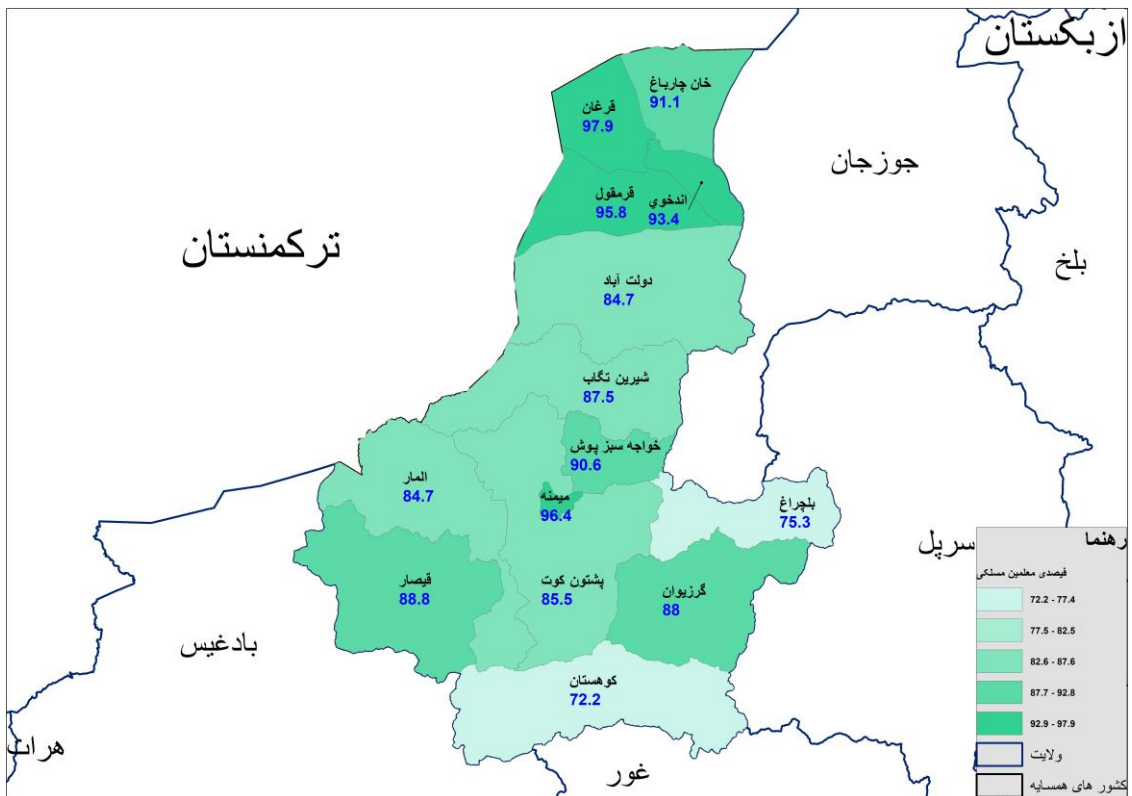 ازبکستان
خان چارباغ
91.1
قرغان
97.9
جوزجان
قرمقول
95.8
اندخوي
93.4
ترکمنستان
بلخ
دولت آباد
84.7
شیرین تگاب
87.5
خواجه سبز پوش
90.6
المار
84.7
میمنه
96.4
بلچراغ
75.3
سرپل
قیصار
88.8
پشتون کوت
85.5
گرزیوان
88
بادغیس
کوهستان
72.2
هرات
غور
رهنما
فیصدی معلمین مسلکی
72.2 - 77.4
77.5 - 82.5
82.6 - 87.6
87.7 - 92.8
92.9 - 97.9
ولایت
کشور های همسایه